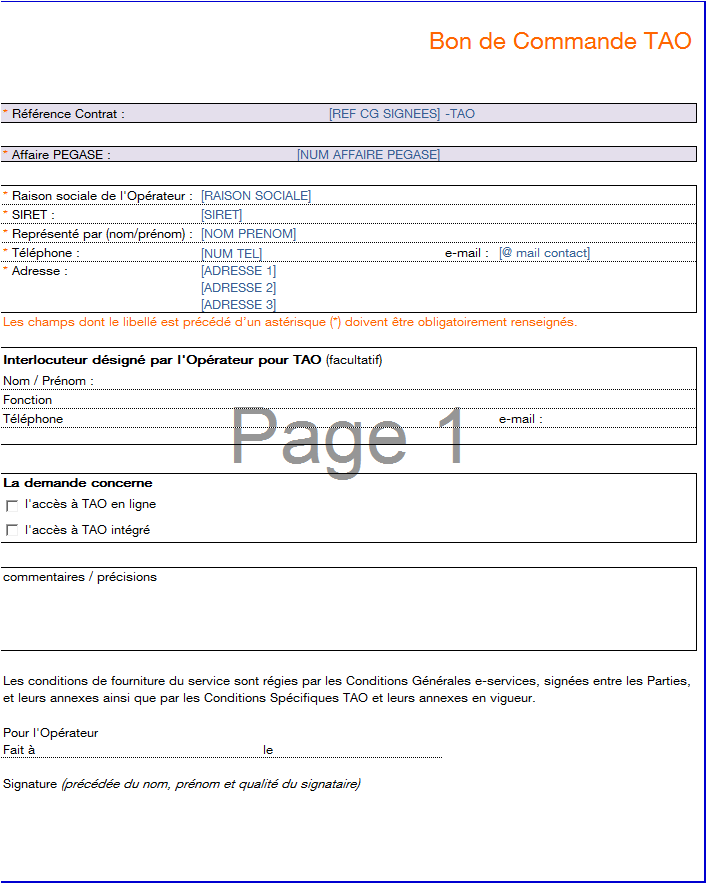 Bon de Commande TAO
* Référence Contrat : [REF CG SIGNEES] -TAO
* Affaire PEGASE : [NUM AFFAIRE PEGASE]
* Raison sociale de l'Opérateur : [RAISON SOCIALE]
* SIRET : [SIRET]
* Représenté par (nom/prénom) : [NOM PRENOM]
* Téléphone : [NUM TEL] e-mail : [@ mail contact]
* Adresse : [ADRESSE 1]
[ADRESSE 2]
[ADRESSE 3]
Les champs dont le libellé est précédé d'un astérisque (*) doivent être obligatoirement renseignés.
Interlocuteur désigné par l'Opérateur pour TAO (facultatif)
Nom / Prénom :
Fonction
Téléphone e-mail :
Page 1
La demande concerne
l'accès à TAO en ligne
l'accès à TAO intégré
commentaires / précisions
Les conditions de fourniture du service sont régies par les Conditions Générales e-services, signées entre les Parties,
et leurs annexes ainsi que par les Conditions Spécifiques TAO et leurs annexes en vigueur.
Pour l'Opérateur
Fait à le
Signature (précédée du nom, prénom et qualité du signataire)